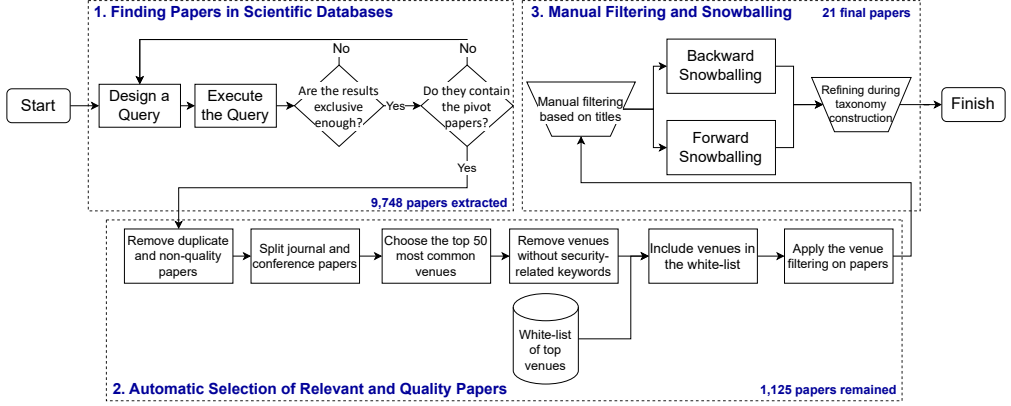 1. Finding Papers in Scientific Databases
3. Manual Filtering and Snowballing
21 final papers
No
No
Start
Design a
Query
Execute
the Query
Are the results
exclusive
enough?
Yes
Do they contain
the pivot
papers?
Yes
9,748 papers extracted
Manual filtering
based on titles
Backward
Snowballing
Forward
Snowballing
Refining during
taxonomy
construction
Finish
Remove duplicate
and non-quality
papers
Split journal and
conference papers
Choose the top 50
most common
venues
Remove venues
without security-
related keywords
Include venues in
the white-list
Apply the venue
filtering on papers
White-list
of top
venues
2. Automatic Selection of Relevant and Quality Papers
1,125 papers remained